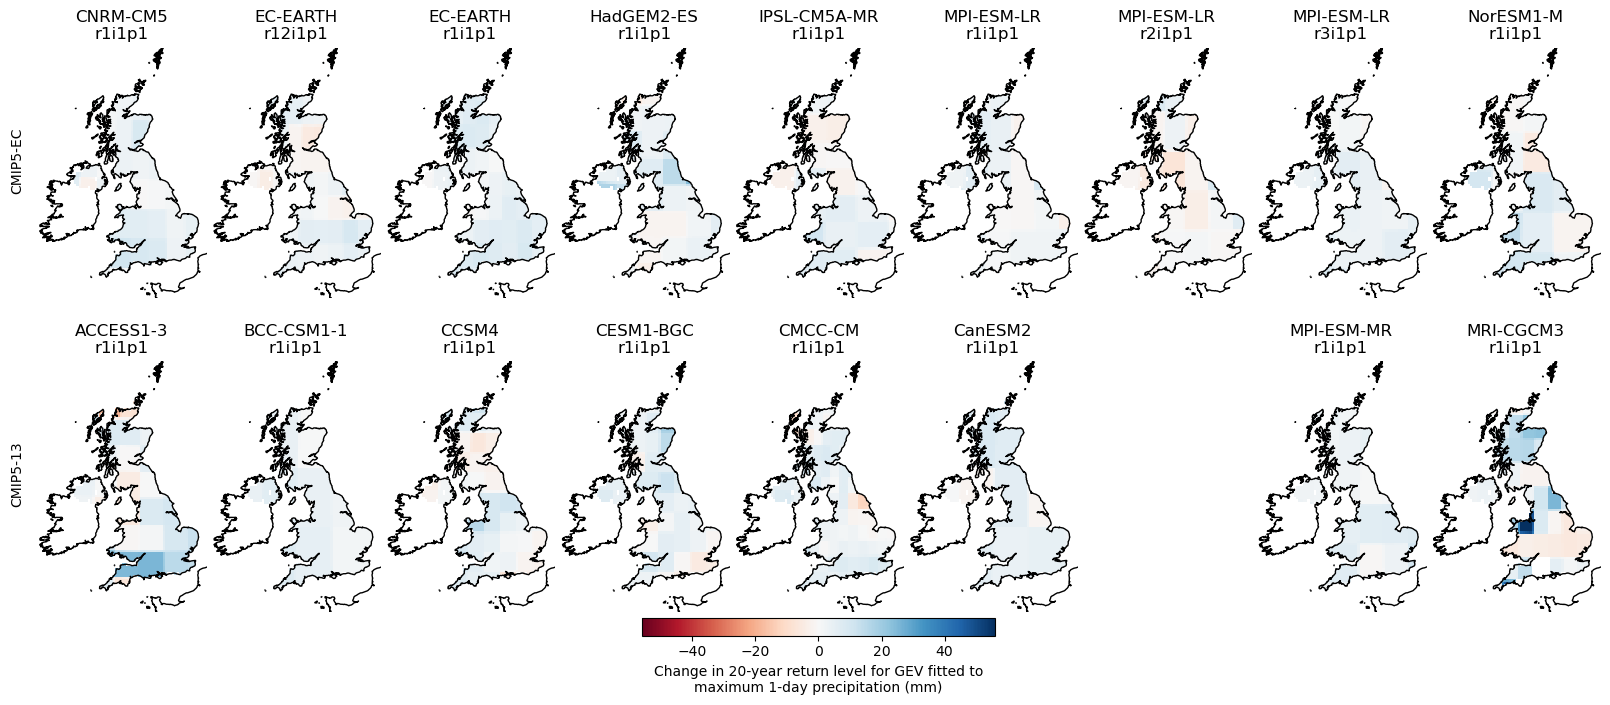 CNRM-CM5 EC-EARTH EC-EARTH HadGEM2-ES IPSL-CM5A-MR MPI-ESM-LR MPI-ESM-LR MPI-ESM-LR NorESM1-M
r1i1p1 r12i1p1 r1i1p1 r1i1p1 r1i1p1 r1i1p1 r2i1p1 r3i1p1 r1i1p1
CMIP5-EC
ACCESS1-3 BCC-CSM1-1 CCSM4 CESM1-BGC CMCC-CM CanESM2 MPI-ESM-MR MRI-CGCM3
r1i1p1 r1i1p1 r1i1p1 r1i1p1 r1i1p1 r1i1p1 r1i1p1 r1i1p1
CMIP5-13
−40 −20 0 20 40
Change in 20-year return level for GEV fitted to
maximum 1-day precipitation (mm)